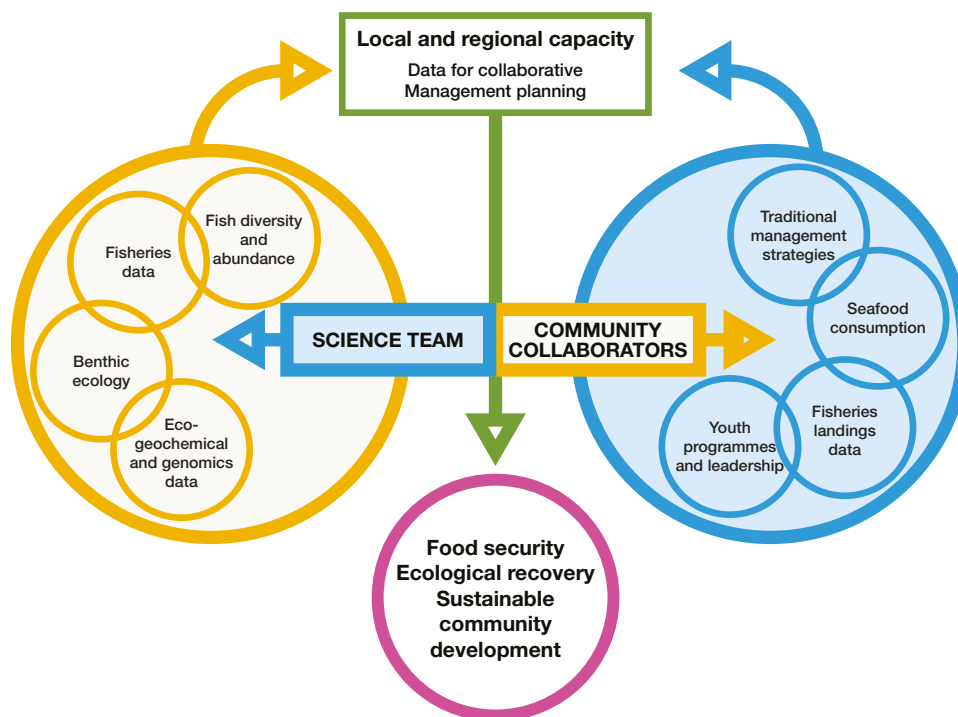 Local and regional capacity
Data for collaborative
Management planning
Fish diversity
and
abundance
Fisheries
data
Benthic
ecology
Eco-
geochemical
and genomics
data
SCIENCE TEAM
COMMUNITY
COLLABORATORS
Traditional
management
strategies
Seafood
consumption
Fisheries
landings
data
Youth
programmes
and leadership
Food security
Ecological recovery
Sustainable
community
development